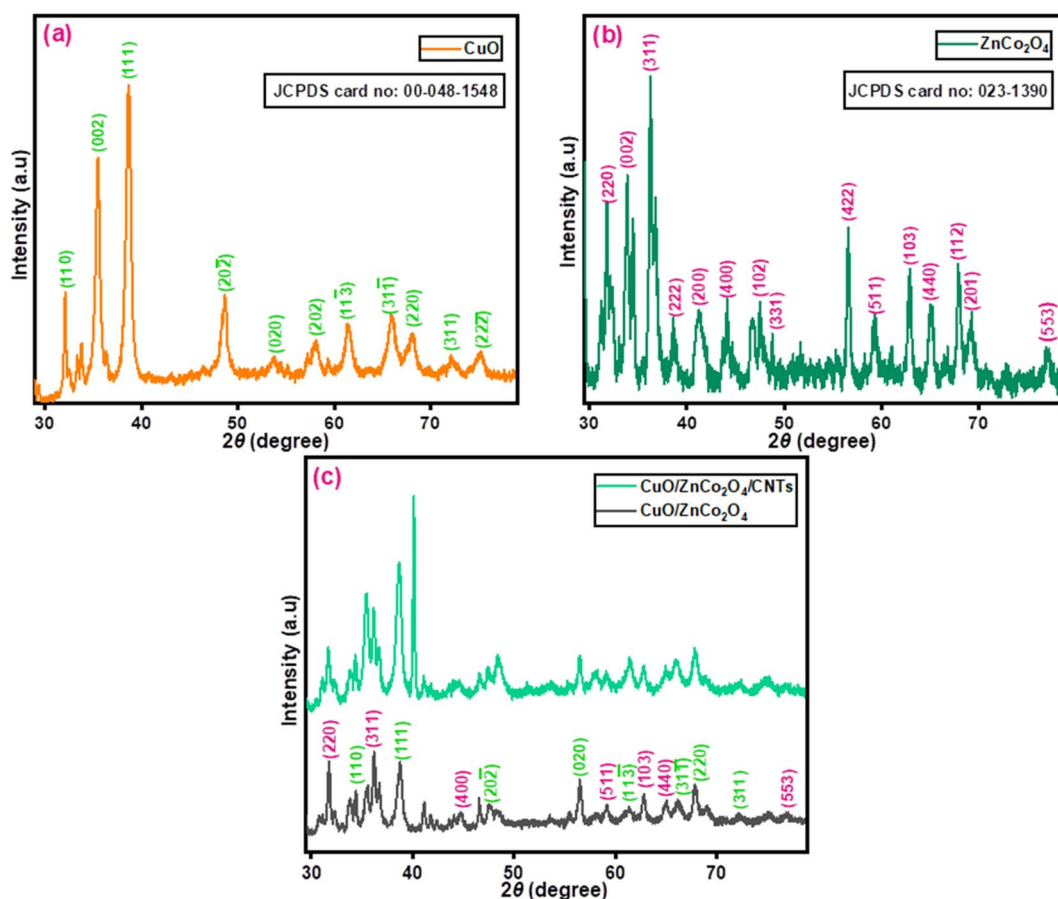 (a)
CuO
JCPDS card no: 00-048-1548
(110)
(002)
(111)
(202̅)
(020)
(202)
(1̅13̅)
(3̅11̅)
(220)
(311)
(222̅)
Intensity (a.u)
30 40 50 60 70
2θ (degree)
(b)
ZnCo₂O₄
JCPDS card no: 023-1390
(220)
(002)
(311)
(222)
(200)
(400)
(102)
(331)
(422)
(511)
(103)
(440)
(112)
(201)
(553)
Intensity (a.u)
30 40 50 60 70
2θ (degree)
(c)
CuO/ZnCo₂O₄/CNTs
CuO/ZnCo₂O₄
(220)
(110)
(311)
(111)
(400)
(2̅02̅)
(020)
(511)
(1̅13̅)
(103)
(440)
(311̅)
(220)
(311)
(553)
Intensity (a.u)
30 40 50 60 70
2θ (degree)